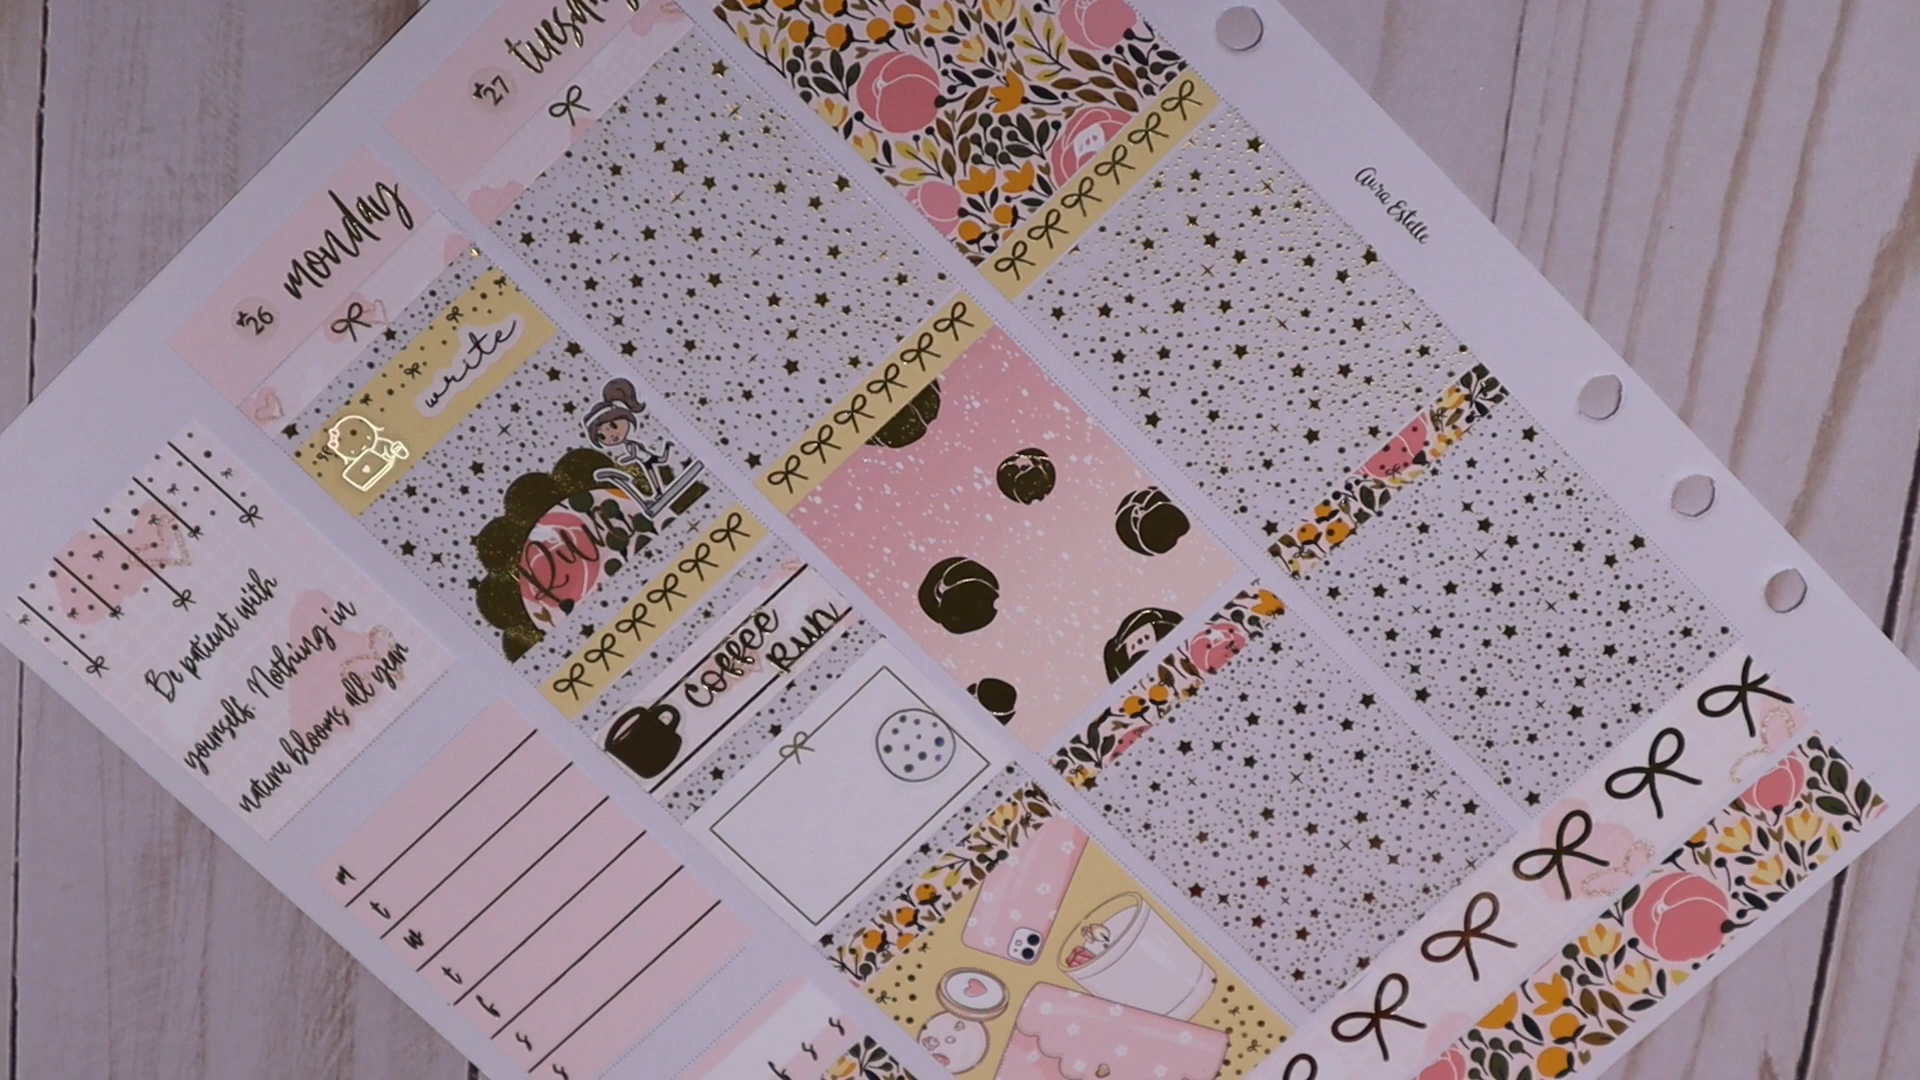 27 tuesday
26 monday
write
Run
Coffee
Run
Be patient with
yourself. Nothing in
nature blooms all year
m
t
w
t
f
s
s
Aura Estelle